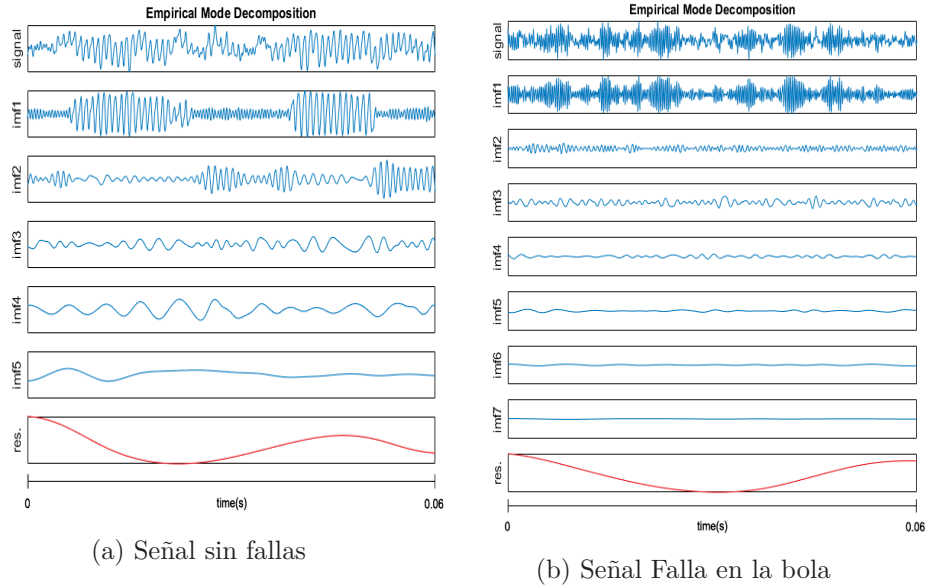 Empirical Mode Decomposition
signal
imf1
imf2
imf3
imf4
imf5
res.
0
0.06
time(s)
(a) Señal sin fallas
Empirical Mode Decomposition
signal
imf1
imf2
imf3
imf4
imf5
imf6
imf7
res.
0
0.06
time(s)
(b) Señal Falla en la bola